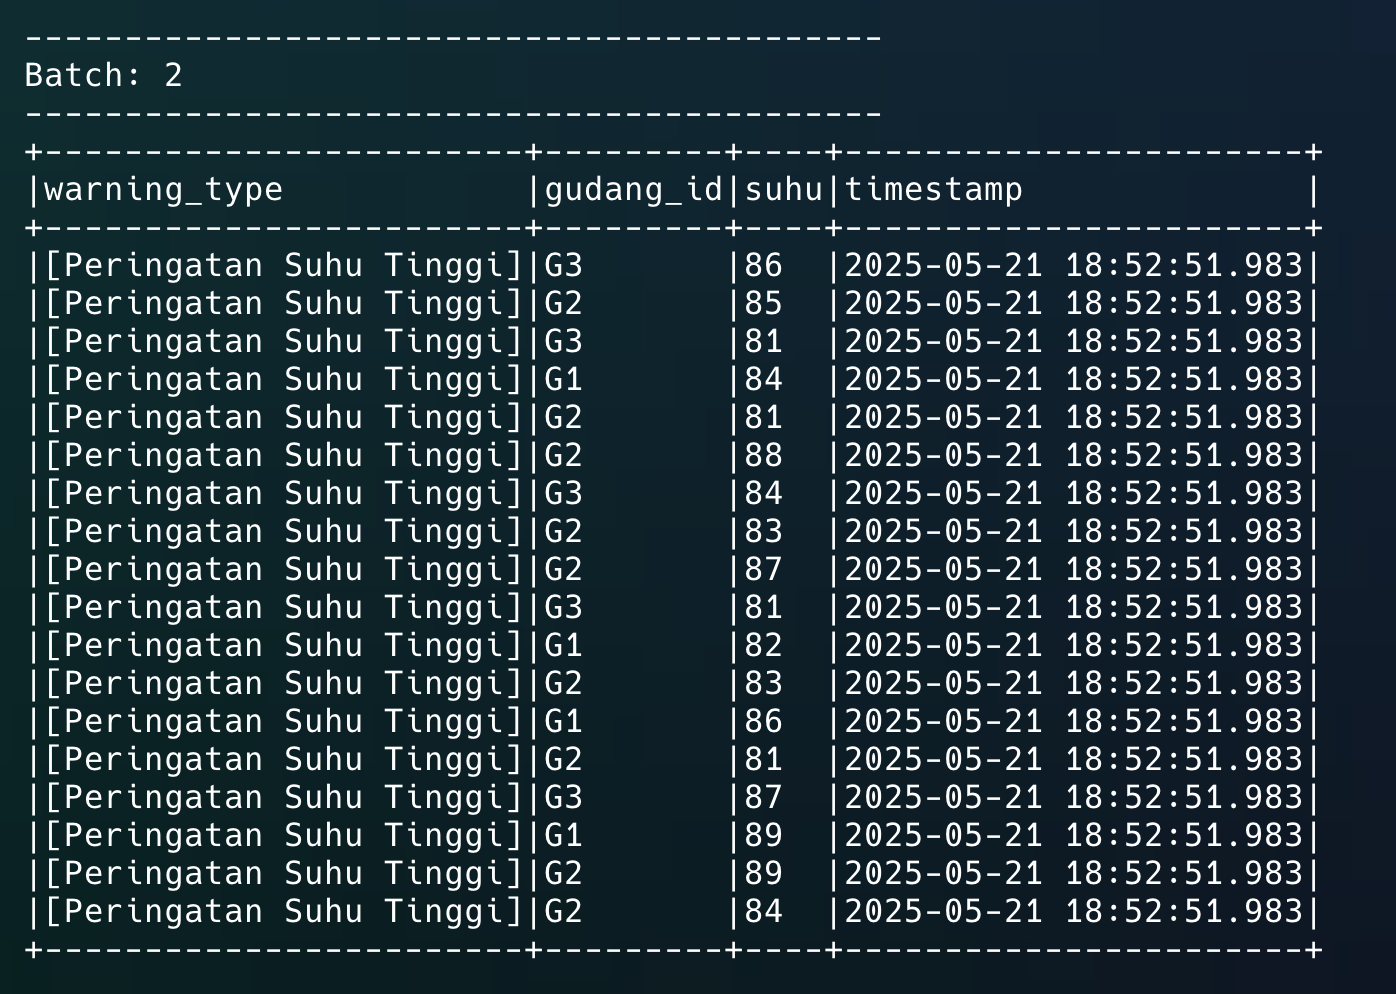 -------------------------------------------
Batch: 2
-------------------------------------------
+------------------------+---------+----+-----------------------+
|warning_type            |gudang_id|suhu|timestamp              |
+------------------------+---------+----+-----------------------+
|[Peringatan Suhu Tinggi]|G3       |86  |2025-05-21 18:52:51.983|
|[Peringatan Suhu Tinggi]|G2       |85  |2025-05-21 18:52:51.983|
|[Peringatan Suhu Tinggi]|G3       |81  |2025-05-21 18:52:51.983|
|[Peringatan Suhu Tinggi]|G1       |84  |2025-05-21 18:52:51.983|
|[Peringatan Suhu Tinggi]|G2       |81  |2025-05-21 18:52:51.983|
|[Peringatan Suhu Tinggi]|G2       |88  |2025-05-21 18:52:51.983|
|[Peringatan Suhu Tinggi]|G3       |84  |2025-05-21 18:52:51.983|
|[Peringatan Suhu Tinggi]|G2       |83  |2025-05-21 18:52:51.983|
|[Peringatan Suhu Tinggi]|G2       |87  |2025-05-21 18:52:51.983|
|[Peringatan Suhu Tinggi]|G3       |81  |2025-05-21 18:52:51.983|
|[Peringatan Suhu Tinggi]|G1       |82  |2025-05-21 18:52:51.983|
|[Peringatan Suhu Tinggi]|G2       |83  |2025-05-21 18:52:51.983|
|[Peringatan Suhu Tinggi]|G1       |86  |2025-05-21 18:52:51.983|
|[Peringatan Suhu Tinggi]|G2       |81  |2025-05-21 18:52:51.983|
|[Peringatan Suhu Tinggi]|G3       |87  |2025-05-21 18:52:51.983|
|[Peringatan Suhu Tinggi]|G1       |89  |2025-05-21 18:52:51.983|
|[Peringatan Suhu Tinggi]|G2       |89  |2025-05-21 18:52:51.983|
|[Peringatan Suhu Tinggi]|G2       |84  |2025-05-21 18:52:51.983|
+------------------------+---------+----+-----------------------+